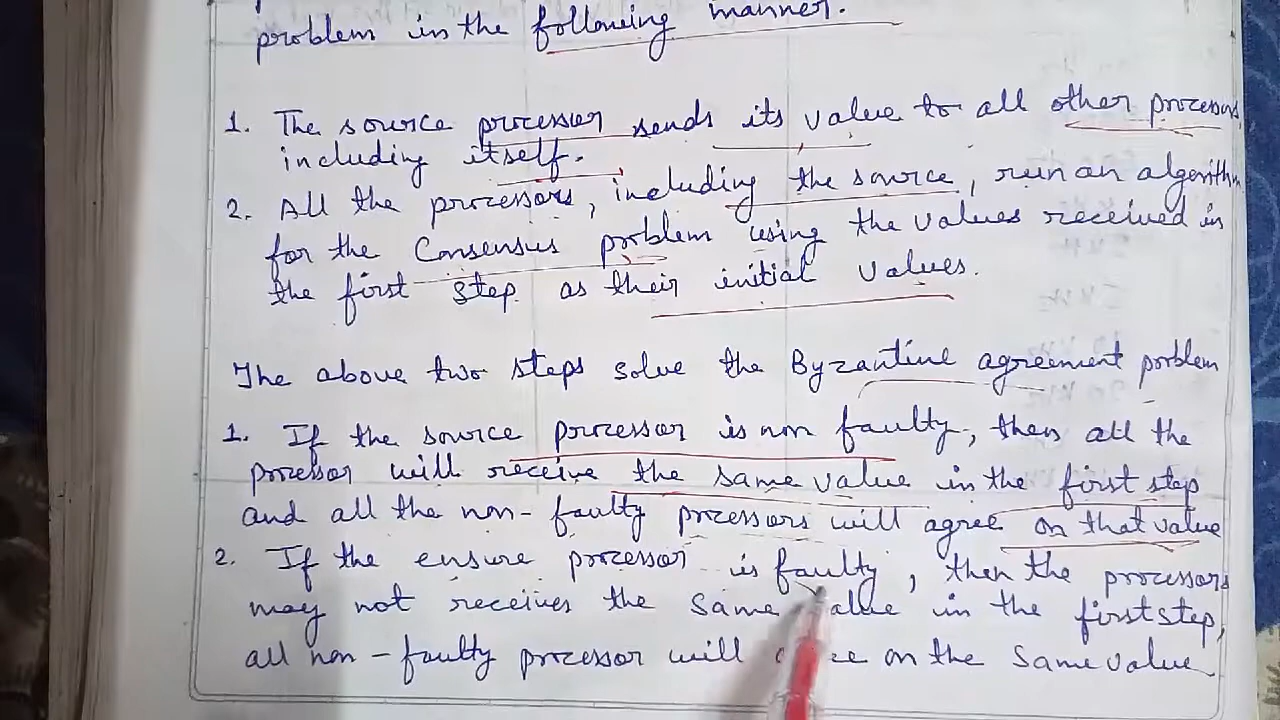 problem in the following manner.
1. The source processor sends its value to all other processors,
including itself.
2. All the processors, including the source, run an algorithm
for the Consensus problem using the values received in
the first step as their initial values.
The above two steps solve the Byzantine agreement problem
1. If the source processor is non faulty, then all the
processor will receive the same value in the first step
and all the non-faulty processors will agree on that value
2. If the ensure processor is faulty, then the processors
may not receives the same value in the first step,
all non-faulty processor will on the same value